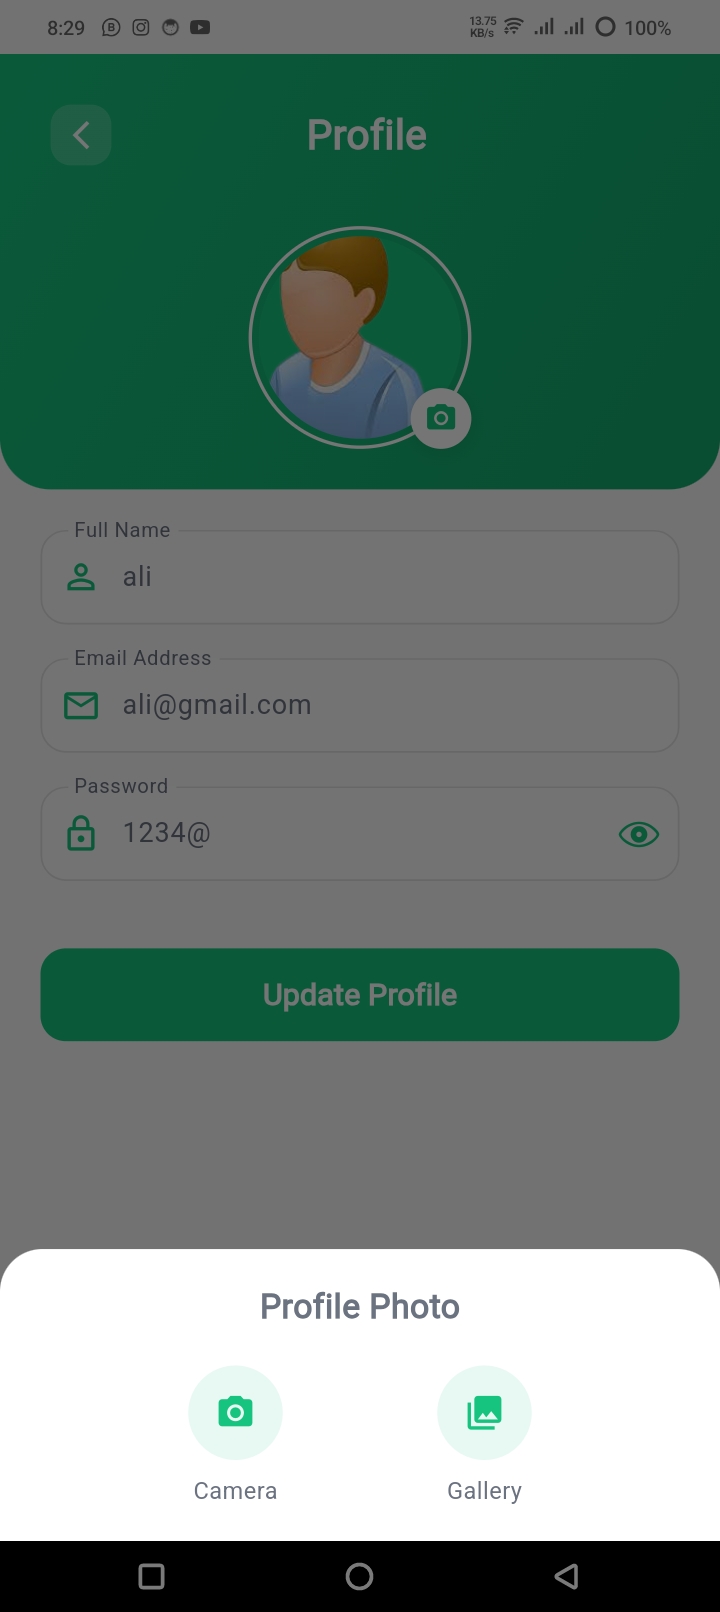 8:29 13.75 KB/s 100%
Profile
Full Name
ali
Email Address
ali@gmail.com
Password
1234@
Update Profile
Profile Photo
Camera Gallery